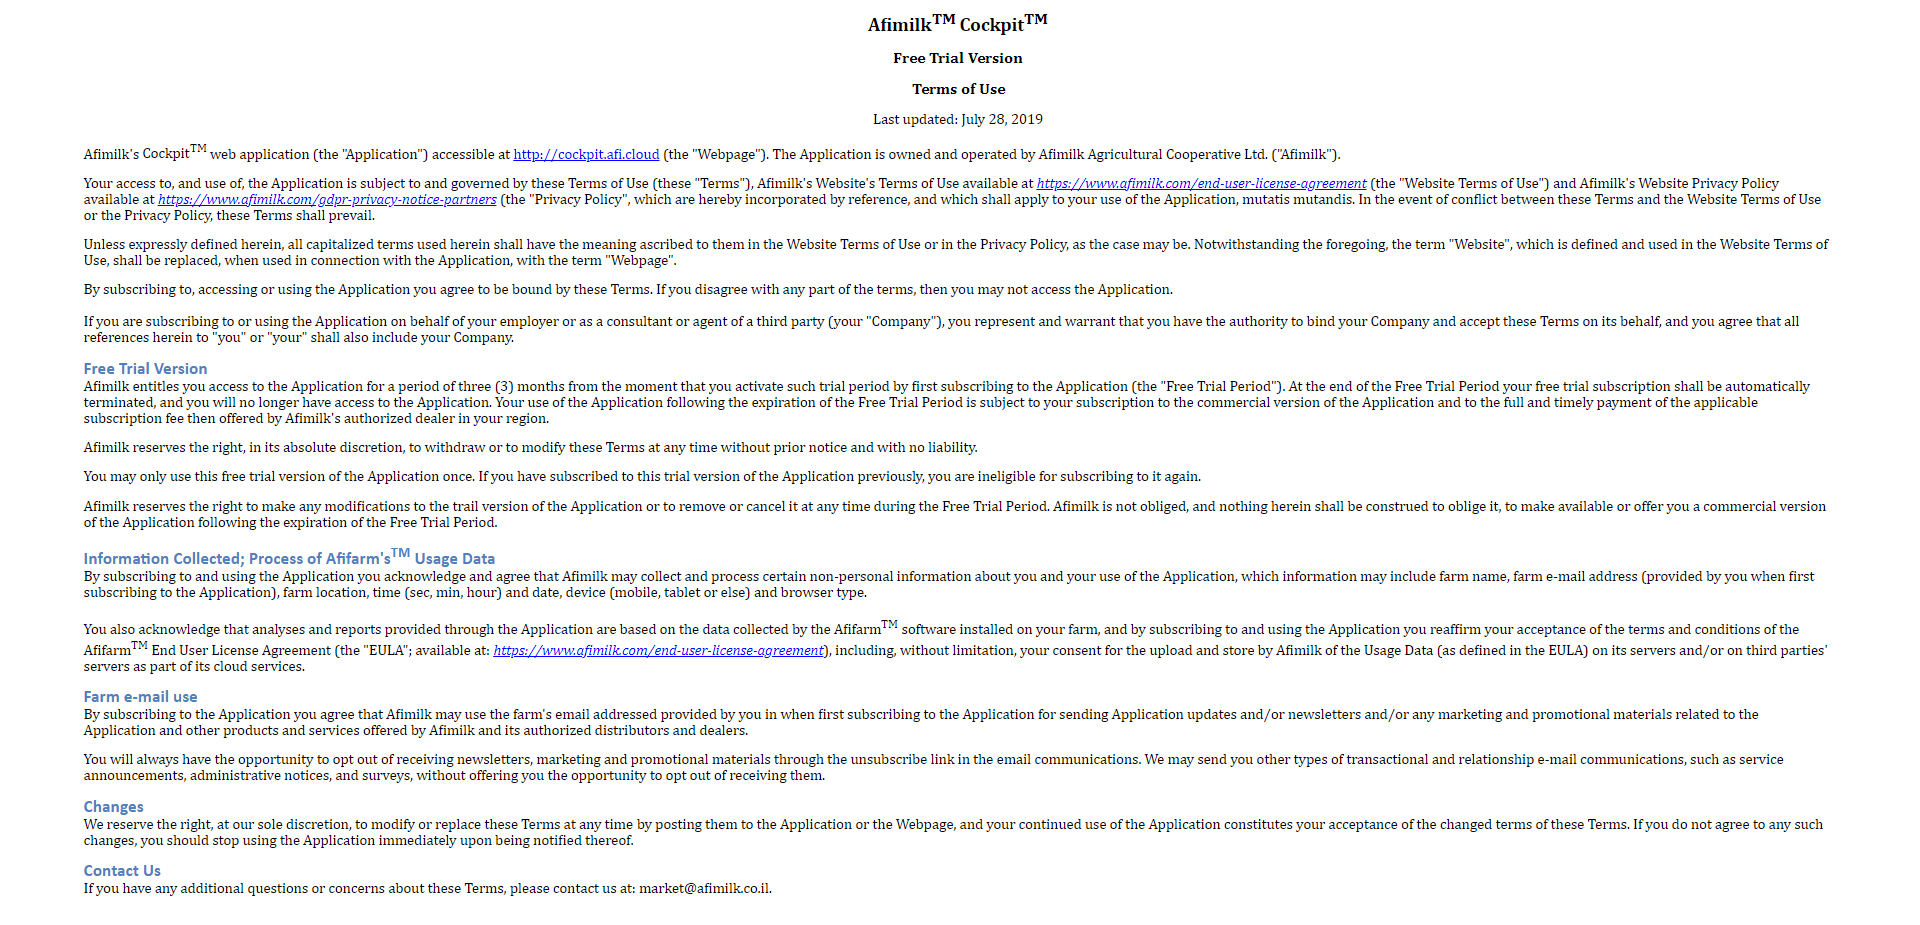 Afimilk™ Cockpit™
Free Trial Version
Terms of Use
Last updated: July 28, 2019
Afimilk's Cockpit™ web application (the "Application") accessible at http://cockpit.afi.cloud (the "Webpage"). The Application is owned and operated by Afimilk Agricultural Cooperative Ltd. ("Afimilk").
Your access to, and use of, the Application is subject to and governed by these Terms of Use (these "Terms"), Afimilk's Website's Terms of Use available at https://www.afimilk.com/end-user-license-agreement (the "Website Terms of Use") and Afimilk's Website Privacy Policy
available at https://www.afimilk.com/gdpr-privacy-notice-partners (the "Privacy Policy", which are hereby incorporated by reference, and which shall apply to your use of the Application, mutatis mutandis. In the event of conflict between these Terms and the Website Terms of Use
or the Privacy Policy, these Terms shall prevail.
Unless expressly defined herein, all capitalized terms used herein shall have the meaning ascribed to them in the Website Terms of Use or in the Privacy Policy, as the case may be. Notwithstanding the foregoing, the term "Website", which is defined and used in the Website Terms of
Use, shall be replaced, when used in connection with the Application, with the term "Webpage".
By subscribing to, accessing or using the Application you agree to be bound by these Terms. If you disagree with any part of the terms, then you may not access the Application.
If you are subscribing to or using the Application on behalf of your employer or as a consultant or agent of a third party (your "Company"), you represent and warrant that you have the authority to bind your Company and accept these Terms on its behalf, and you agree that all
references herein to "you" or "your" shall also include your Company.
Free Trial Version
Afimilk entitles you access to the Application for a period of three (3) months from the moment that you activate such trial period by first subscribing to the Application (the "Free Trial Period"). At the end of the Free Trial Period your free trial subscription shall be automatically
terminated, and you will no longer have access to the Application. Your use of the Application following the expiration of the Free Trial Period is subject to your subscription to the commercial version of the Application and to the full and timely payment of the applicable
subscription fee then offered by Afimilk's authorized dealer in your region.
Afimilk reserves the right, in its absolute discretion, to withdraw or to modify these Terms at any time without prior notice and with no liability.
You may only use this free trial version of the Application once. If you have subscribed to this trial version of the Application previously, you are ineligible for subscribing to it again.
Afimilk reserves the right to make any modifications to the trail version of the Application or to remove or cancel it at any time during the Free Trial Period. Afimilk is not obliged, and nothing herein shall be construed to oblige it, to make available or offer you a commercial version
of the Application following the expiration of the Free Trial Period.
Information Collected; Process of Afifarm's™ Usage Data
By subscribing to and using the Application you acknowledge and agree that Afimilk may collect and process certain non-personal information about you and your use of the Application, which information may include farm name, farm e-mail address (provided by you when first
subscribing to the Application), farm location, time (sec, min, hour) and date, device (mobile, tablet or else) and browser type.
You also acknowledge that analyses and reports provided through the Application are based on the data collected by the Afifarm™ software installed on your farm, and by subscribing to and using the Application you reaffirm your acceptance of the terms and conditions of the
Afifarm™ End User License Agreement (the "EULA"; available at: https://www.afimilk.com/end-user-license-agreement), including, without limitation, your consent for the upload and store by Afimilk of the Usage Data (as defined in the EULA) on its servers and/or on third parties'
servers as part of its cloud services.
Farm e-mail use
By subscribing to the Application you agree that Afimilk may use the farm's email addressed provided by you in when first subscribing to the Application for sending Application updates and/or newsletters and/or any marketing and promotional materials related to the
Application and other products and services offered by Afimilk and its authorized distributors and dealers.
You will always have the opportunity to opt out of receiving newsletters, marketing and promotional materials through the unsubscribe link in the email communications. We may send you other types of transactional and relationship e-mail communications, such as service
announcements, administrative notices, and surveys, without offering you the opportunity to opt out of receiving them.
Changes
We reserve the right, at our sole discretion, to modify or replace these Terms at any time by posting them to the Application or the Webpage, and your continued use of the Application constitutes your acceptance of the changed terms of these Terms. If you do not agree to any such
changes, you should stop using the Application immediately upon being notified thereof.
Contact Us
If you have any additional questions or concerns about these Terms, please contact us at: market@afimilk.co.il.